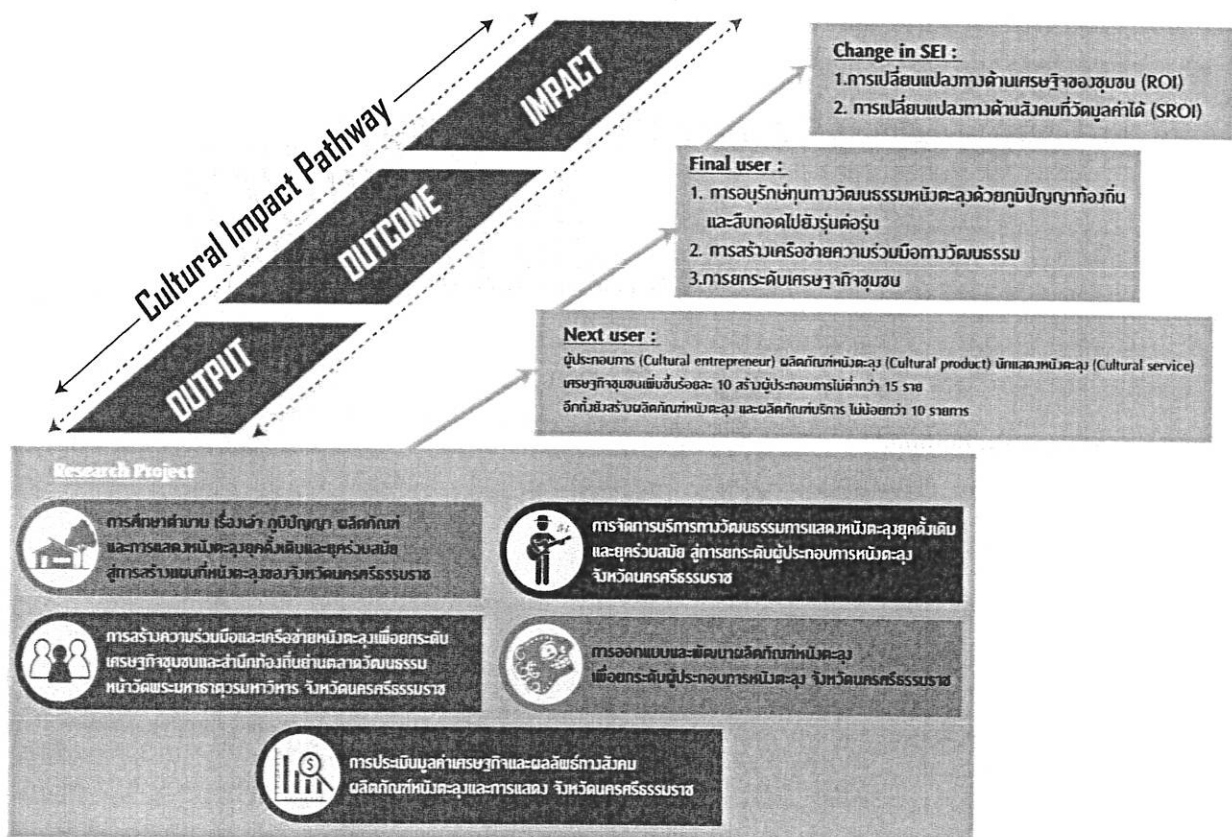 Cultural Impact Pathway
IMPACT
OUTCOME
OUTPUT
Change in SEI :
1.การเปลี่ยนแปลงทางด้านเศรษฐิจของชุมชน (ROI)
2. การเปลี่ยนแปลงทางด้านสังคมที่วัดมูลค่าได้ (SROI)
Final user :
1. การอนุรักษ์ทุนทางวัฒนธรรมหนังตะลุงด้วยภูมิปัญญาท้องถิ่น
และสืบทอดไปยังรุ่นต่อรุ่น
2. การสร้างเครือข่ายความร่วมมือทางวัฒนธรรม
3.การยกระดับเศรษฐจกิจชุมชน
Next user :
ผู้ประกอบการ (Cultural entrepreneur) ผลิตภัณฑ์หนังตะลุง (Cultural product) นักแสดงหนังตะลุง (Cultural service)
เศรษฐกิจชุมชนเพิ่มขึ้นร้อยละ 10 สร้างผู้ประกอบการไม่ต่ำกว่า 15 ราย
อีกทั้งยังสร้างผลิตภัณฑ์หนังตะลุง และผลิตภัณฑ์บริการ ไม่น้อยกว่า 10 รายการ
Research Project
การศึกษาตำนาน เรื่องเล่า ภูมิปัญญา ผลิตภัณฑ์
และการแสดงหนังตะลุงยุคดั้งเดิมและยุคร่วมสมัย
สู่การสร้างแผนที่หนังตะลุงของจังหวัดนครศรีธรรมราช
การจัดการบริการทางวัฒนธรรมการแสดงหนังตะลุงยุคดั้งเดิม
และยุคร่วมสมัย สู่การยกระดับผู้ประกอบการหนังตะลุง
จังหวัดนครศรีธรรมราช
การสร้างความร่วมมือและเครือข่ายหนังตะลุงเพื่อยกระดับ
เศรษฐกิจชุมชนและสำนึกท้องถิ่นย่านตลาดวัฒนธรรม
หน้าวัดพระมหาธาตุวรมหาวิหาร จังหวัดนครศรีธรรมราช
การออกแบบและพัฒนาผลิตภัณฑ์หนังตะลุง
เพื่อยกระดับผู้ประกอบการหนังตะลุง จังหวัดนครศรีธรรมราช
การประเมินมูลค่าเศรษฐกิจและผลลัพธ์ทางสังคม
ผลิตภัณฑ์หนังตะลุงและการแสดง จังหวัดนครศรีธรรมราช